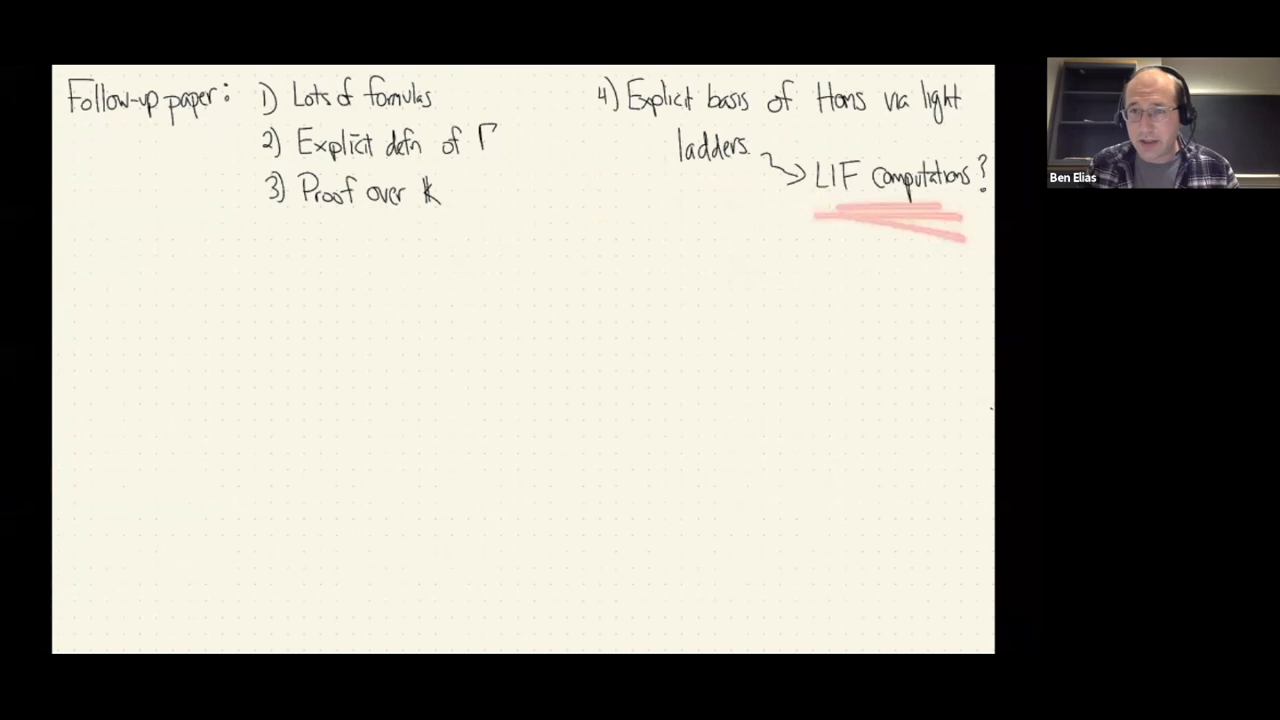 Follow-up paper: 1) Lots of formulas
2) Explicit defn of Γ
3) Proof over 𝕜
4) Explicit basis of Homs via light
ladders.
LIF computations?
Ben Elias